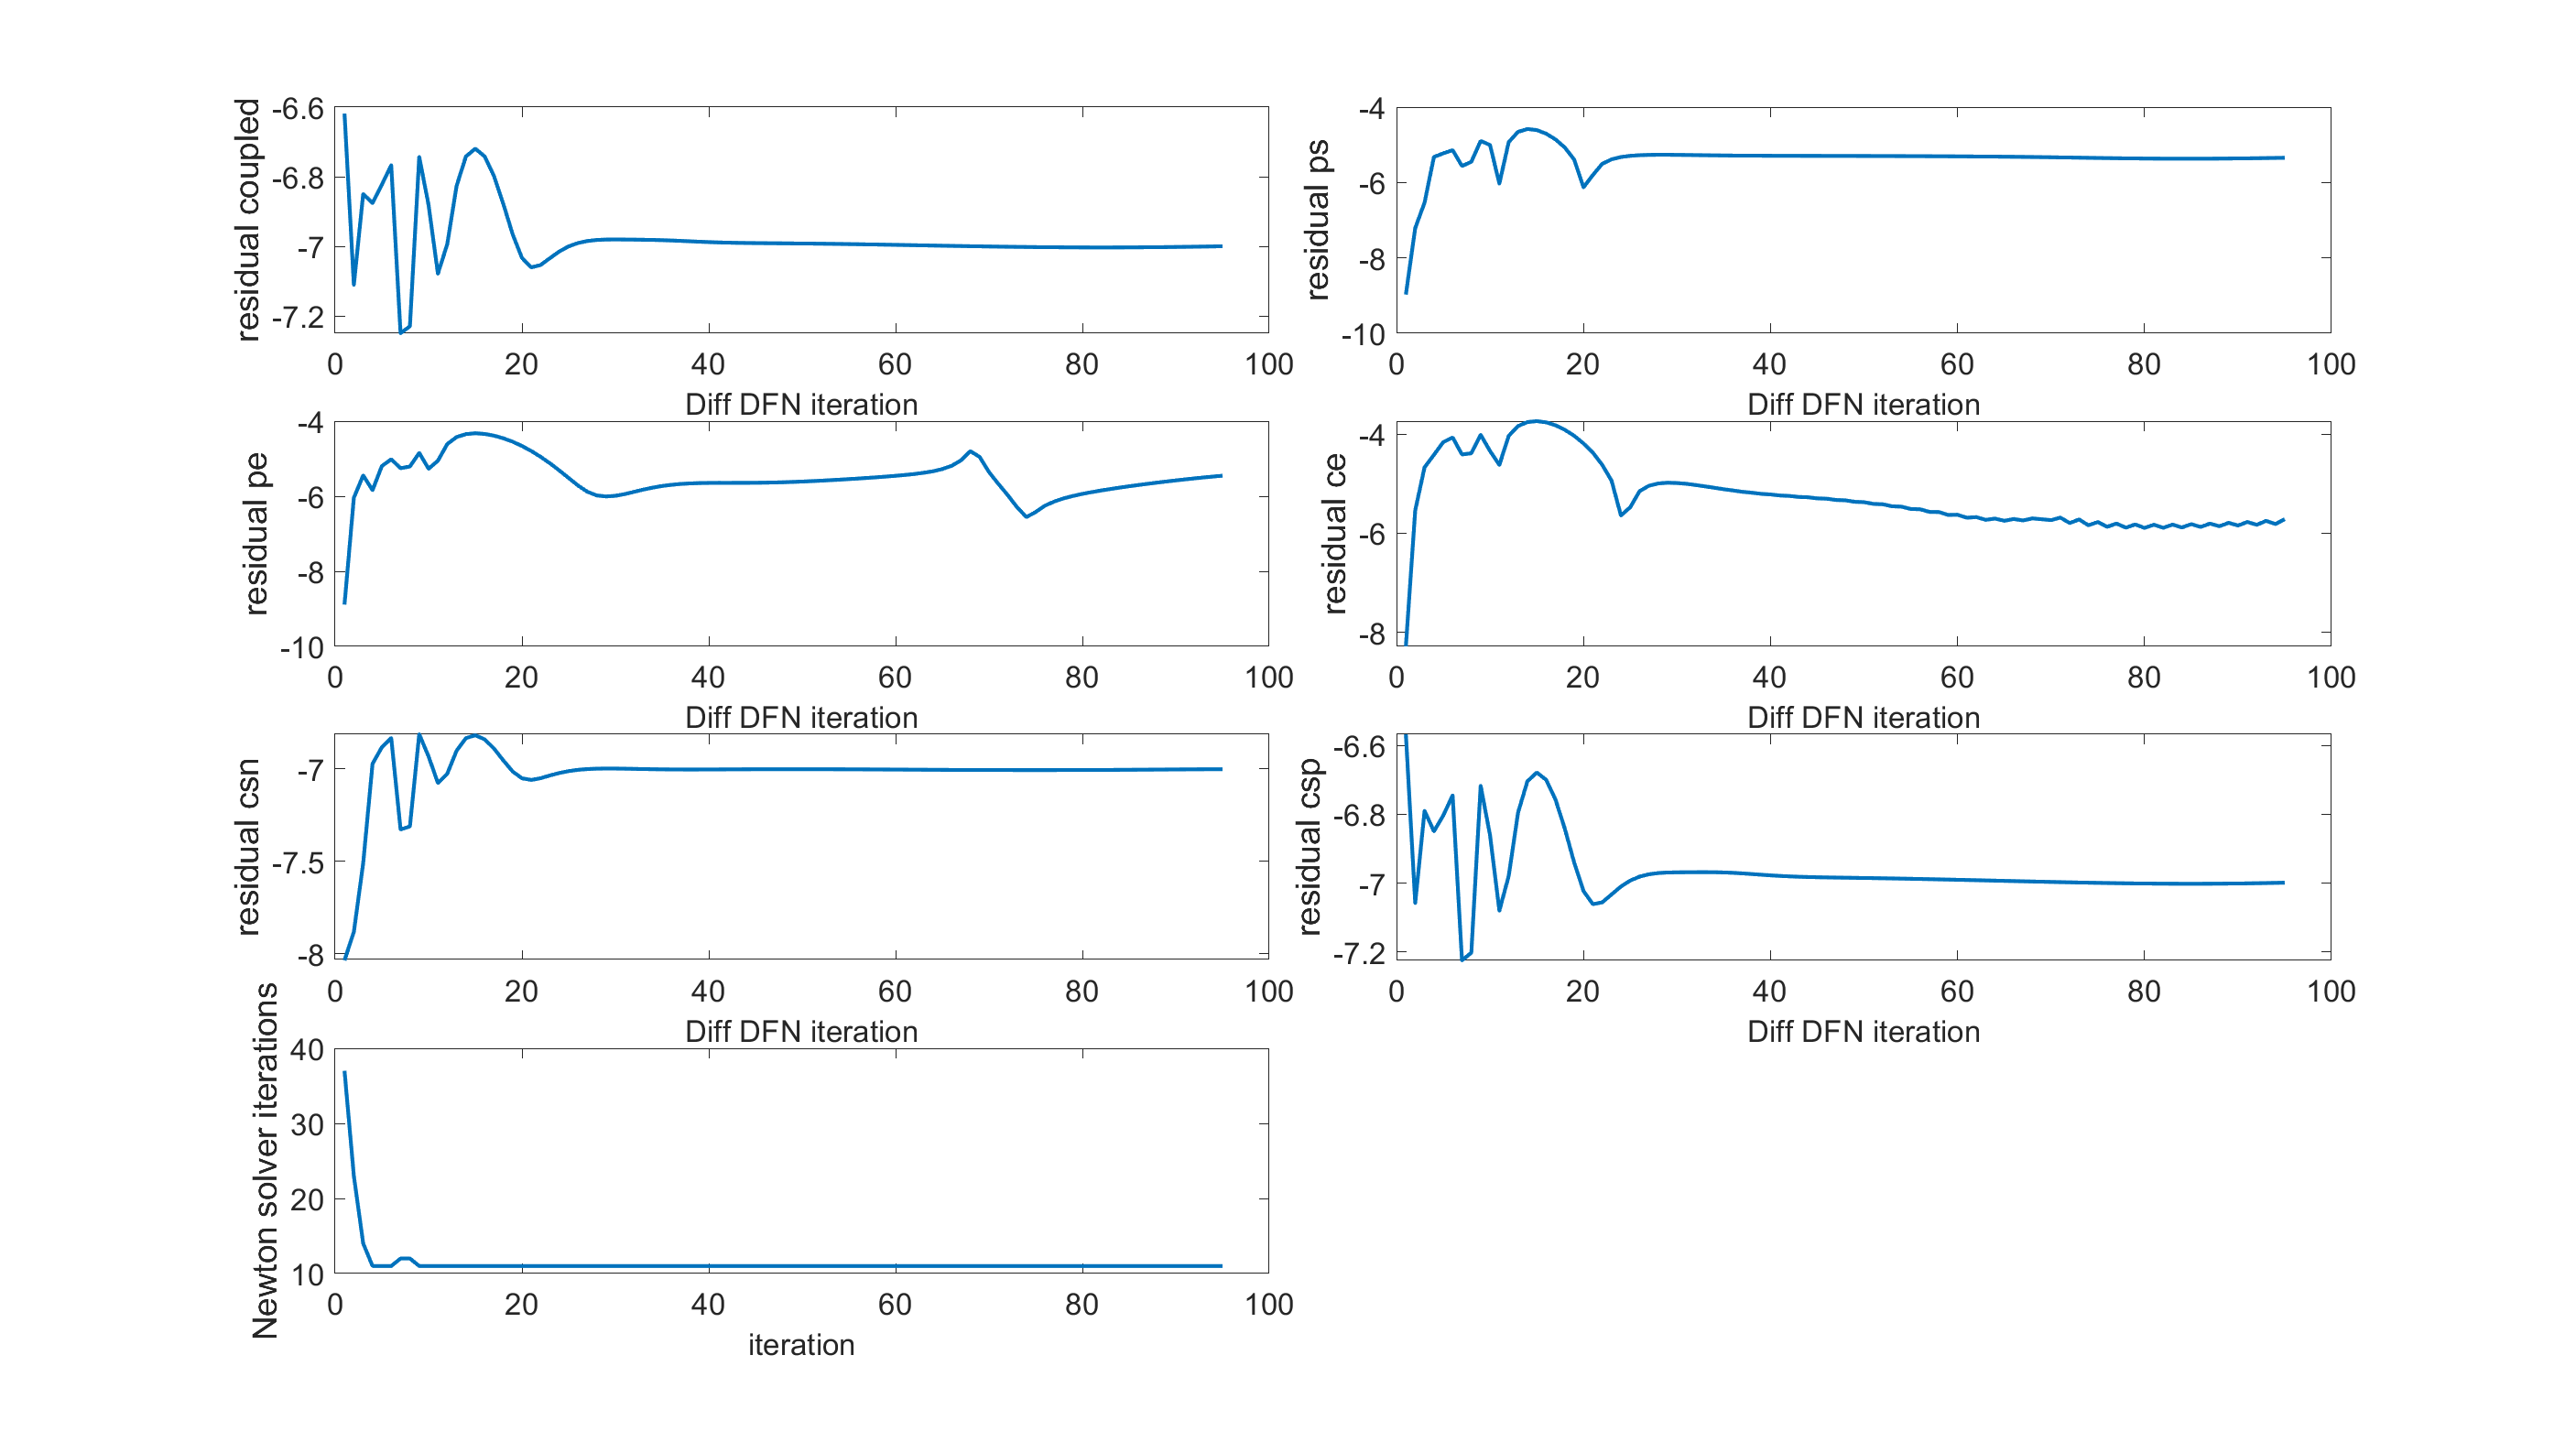 residual coupled
-6.6
-6.8
-7
-7.2
0 20 40 60 80 100
Diff DFN iteration
residual ps
-4
-6
-8
-10
0 20 40 60 80 100
Diff DFN iteration
residual pe
-4
-6
-8
-10
0 20 40 60 80 100
Diff DFN iteration
residual ce
-4
-6
-8
0 20 40 60 80 100
Diff DFN iteration
residual csn
-7
-7.5
-8
0 20 40 60 80 100
Diff DFN iteration
residual csp
-6.6
-6.8
-7
-7.2
0 20 40 60 80 100
Diff DFN iteration
Newton solver iterations
40
30
20
10
0 20 40 60 80 100
iteration